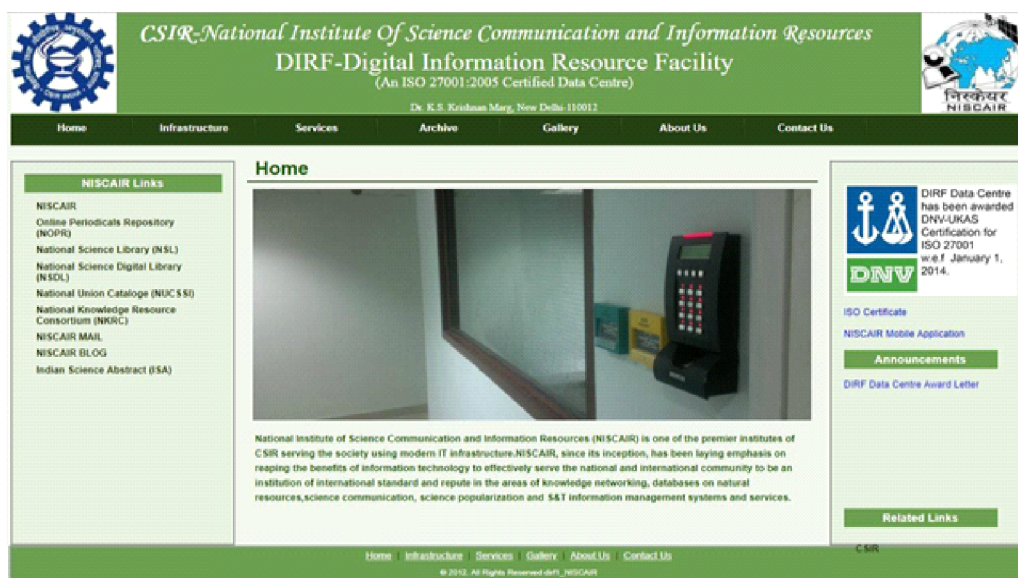 CSIR-National Institute Of Science Communication and Information Resources
DIRF-Digital Information Resource Facility
(An ISO 27001:2005 Certified Data Centre)
Dr. K.S. Krishnan Marg, New Delhi-110012
निस्केयर
NISCAIR
Home Infrastructure Services Archive Gallery About Us Contact Us
NISCAIR Links
NISCAIR
Online Periodicals Repository
(NOPR)
National Science Library (NSL)
National Science Digital Library
(NSDL)
National Union Cataloge (NUCSSI)
National Knowledge Resource
Consortium (NKRC)
NISCAIR MAIL
NISCAIR BLOG
Indian Science Abstract (ISA)
Home
National Institute of Science Communication and Information Resources (NISCAIR) is one of the premier institutes of
CSIR serving the society using modern IT infrastructure.NISCAIR, since its inception, has been laying emphasis on
reaping the benefits of information technology to effectively serve the national and international community to be an
institution of international standard and repute in the areas of knowledge networking, databases on natural
resources,science communication, science popularization and S&T information management systems and services.
DNV
DIRF Data Centre
has been awarded
DNV-UKAS
Certification for
ISO 27001
w.e.f January 1,
2014.
ISO Certificate
NISCAIR Mobile Application
Announcements
DIRF Data Centre Award Letter
Related Links
CSIR
Home | Infrastructure | Services | Gallery | About Us | Contact Us
© 2012. All Rights Reserved dirf1_NISCAIR